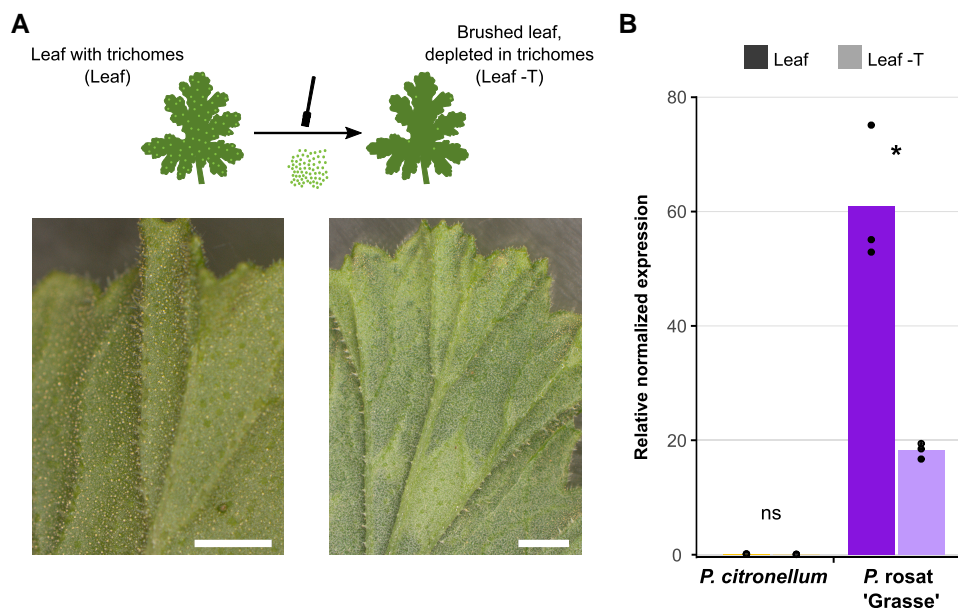 A
Leaf with trichomes
(Leaf)
Brushed leaf,
depleted in trichomes
(Leaf -T)
B
Leaf
Leaf -T
Relative normalized expression
80
60
40
20
0
*
ns
P. citronellum
P. rosat
'Grasse'